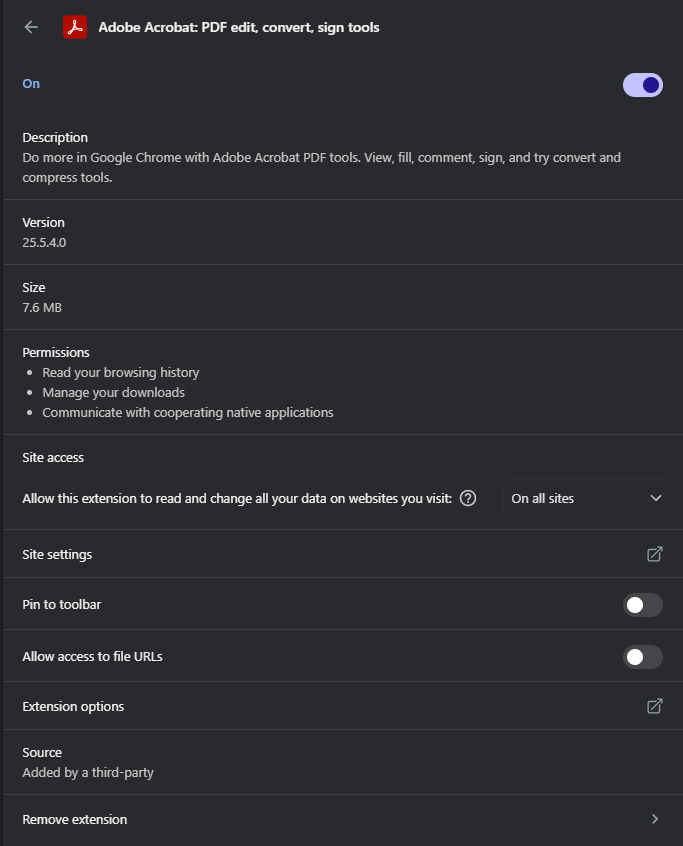 Adobe Acrobat: PDF edit, convert, sign tools
On
Description
Do more in Google Chrome with Adobe Acrobat PDF tools. View, fill, comment, sign, and try convert and
compress tools.
Version
25.5.4.0
Size
7.6 MB
Permissions
• Read your browsing history
• Manage your downloads
• Communicate with cooperating native applications
Site access
Allow this extension to read and change all your data on websites you visit: ? On all sites
Site settings
Pin to toolbar
Allow access to file URLs
Extension options
Source
Added by a third-party
Remove extension